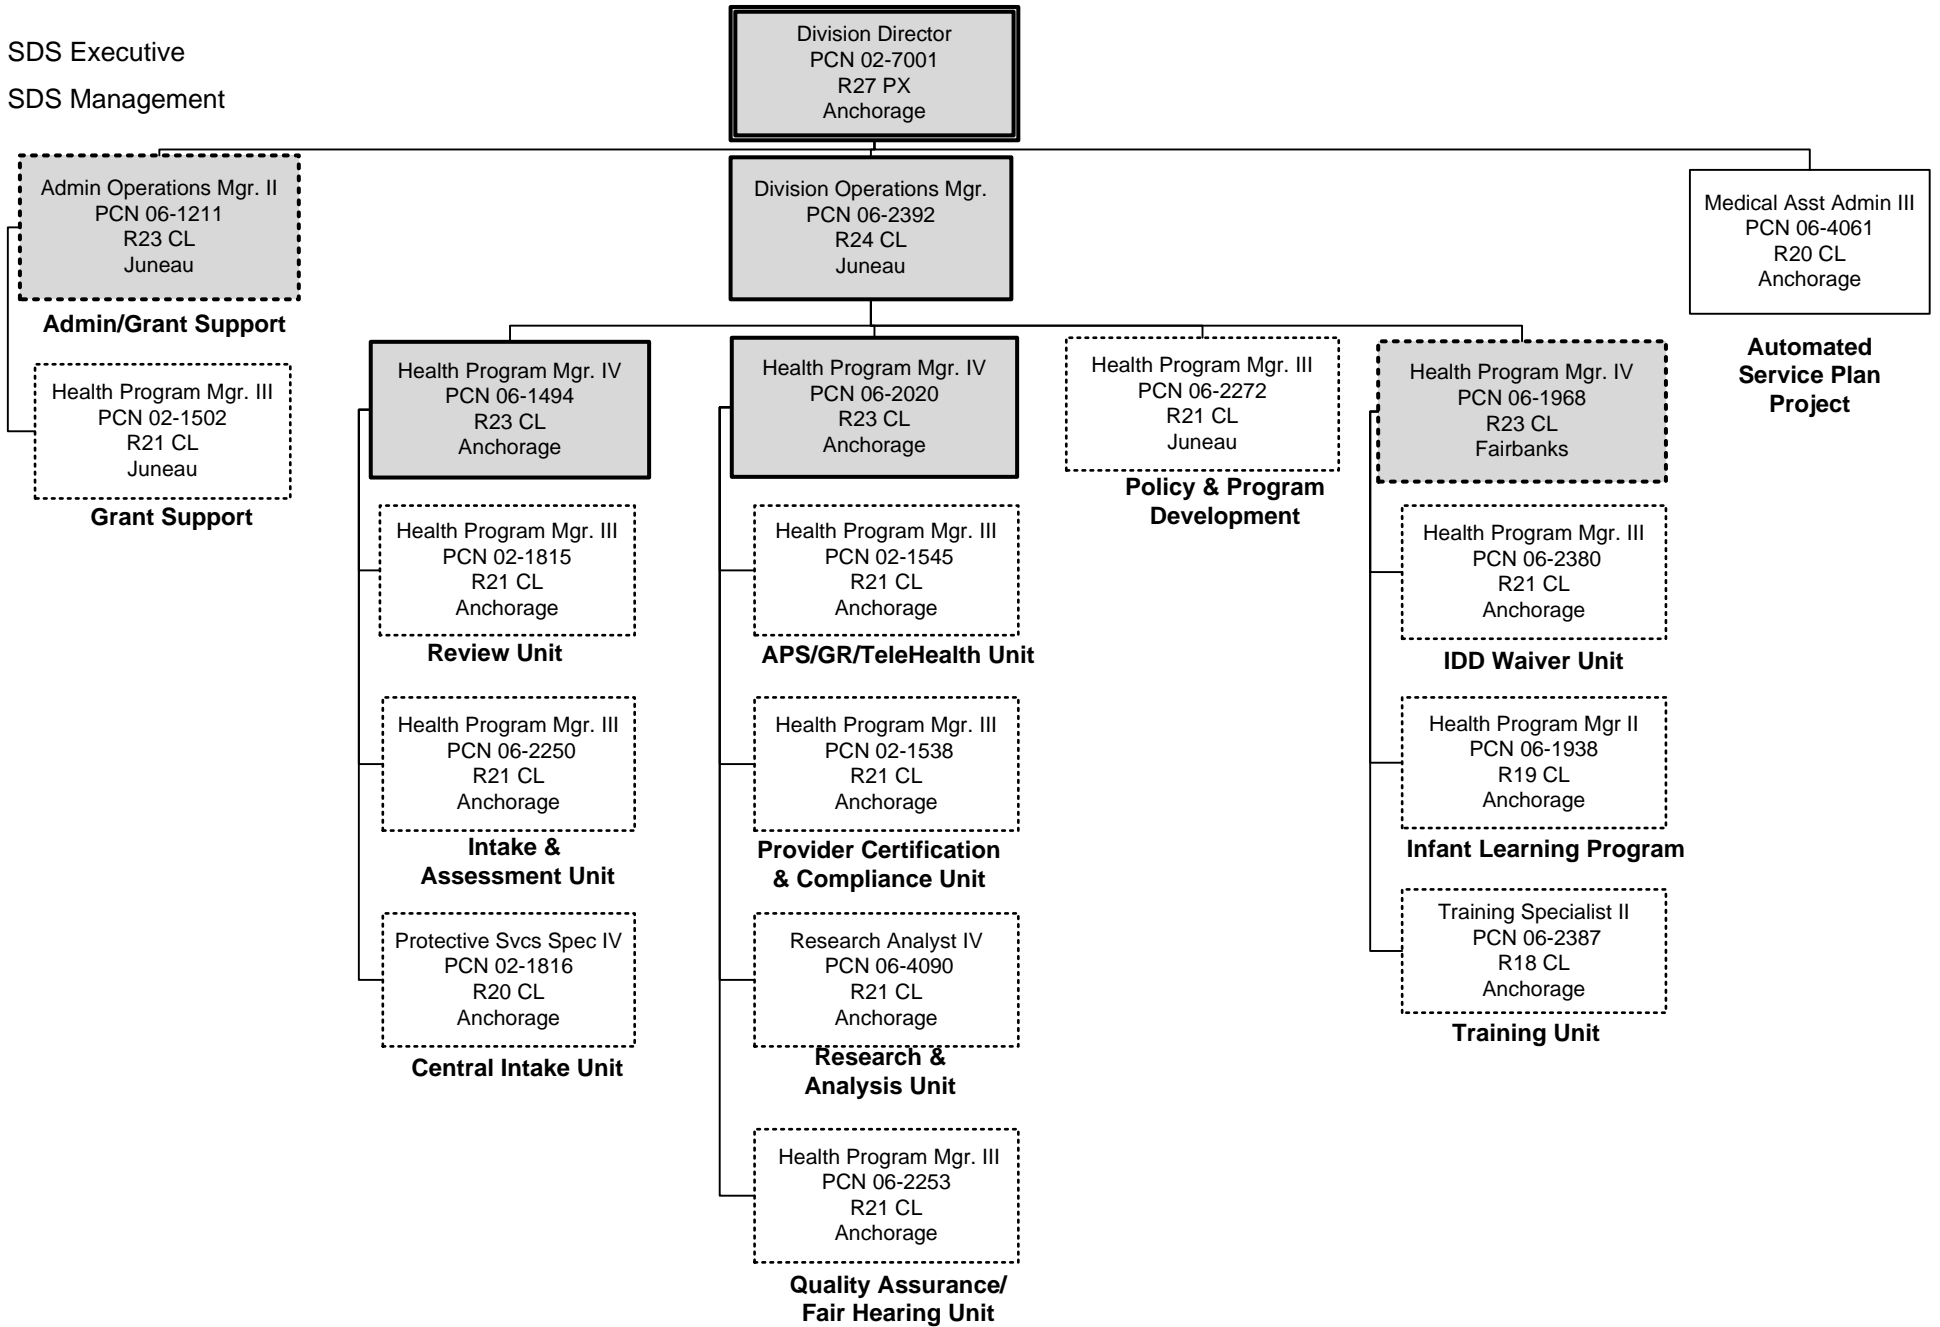 SDS Executive
SDS Management
Division Director
PCN 02-7001
R27 PX
Anchorage
Admin Operations Mgr. II
PCN 06-1211
R23 CL
Juneau
Admin/Grant Support
Health Program Mgr. III
PCN 02-1502
R21 CL
Juneau
Grant Support
Division Operations Mgr.
PCN 06-2392
R24 CL
Juneau
Medical Asst Admin III
PCN 06-4061
R20 CL
Anchorage
Automated
Service Plan
Project
Health Program Mgr. IV
PCN 06-1494
R23 CL
Anchorage
Health Program Mgr. III
PCN 02-1815
R21 CL
Anchorage
Review Unit
Health Program Mgr. III
PCN 06-2250
R21 CL
Anchorage
Intake &
Assessment Unit
Protective Svcs Spec IV
PCN 02-1816
R20 CL
Anchorage
Central Intake Unit
Health Program Mgr. IV
PCN 06-2020
R23 CL
Anchorage
Health Program Mgr. III
PCN 02-1545
R21 CL
Anchorage
APS/GR/TeleHealth Unit
Health Program Mgr. III
PCN 02-1538
R21 CL
Anchorage
Provider Certification
& Compliance Unit
Research Analyst IV
PCN 06-4090
R21 CL
Anchorage
Research &
Analysis Unit
Health Program Mgr. III
PCN 06-2253
R21 CL
Anchorage
Quality Assurance/
Fair Hearing Unit
Health Program Mgr. III
PCN 06-2272
R21 CL
Juneau
Policy & Program
Development
Health Program Mgr. IV
PCN 06-1968
R23 CL
Fairbanks
Health Program Mgr. III
PCN 06-2380
R21 CL
Anchorage
IDD Waiver Unit
Health Program Mgr II
PCN 06-1938
R19 CL
Anchorage
Infant Learning Program
Training Specialist II
PCN 06-2387
R18 CL
Anchorage
Training Unit